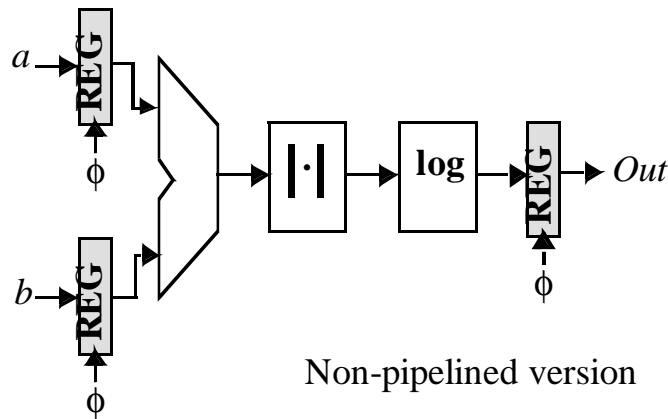 a
REG
ϕ
|·|
log
REG
Out
ϕ
b
REG
ϕ
Non-pipelined version